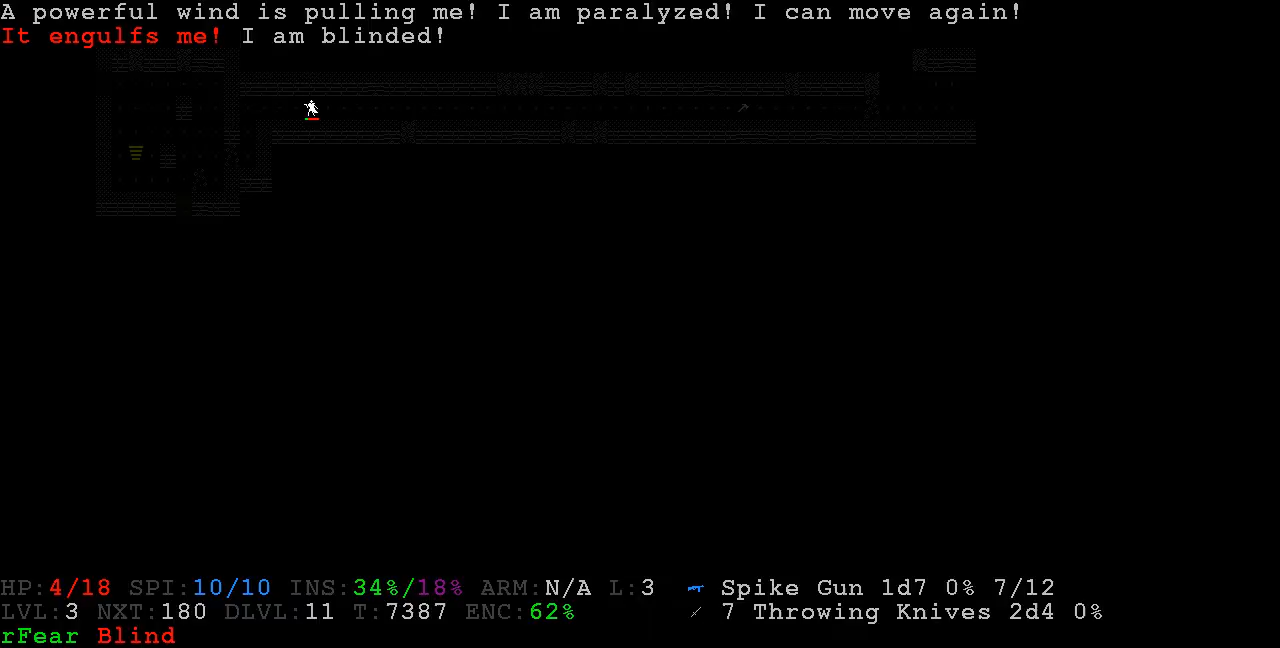 A powerful wind is pulling me! I am paralyzed! I can move again!
It engulfs me! I am blinded!
HP:4/18 SPI:10/10 INS:34%/18% ARM:N/A L:3 Spike Gun 1d7 0% 7/12
LVL:3 NXT:180 DLVL:11 T:7387 ENC:62% 7 Throwing Knives 2d4 0%
rFear Blind